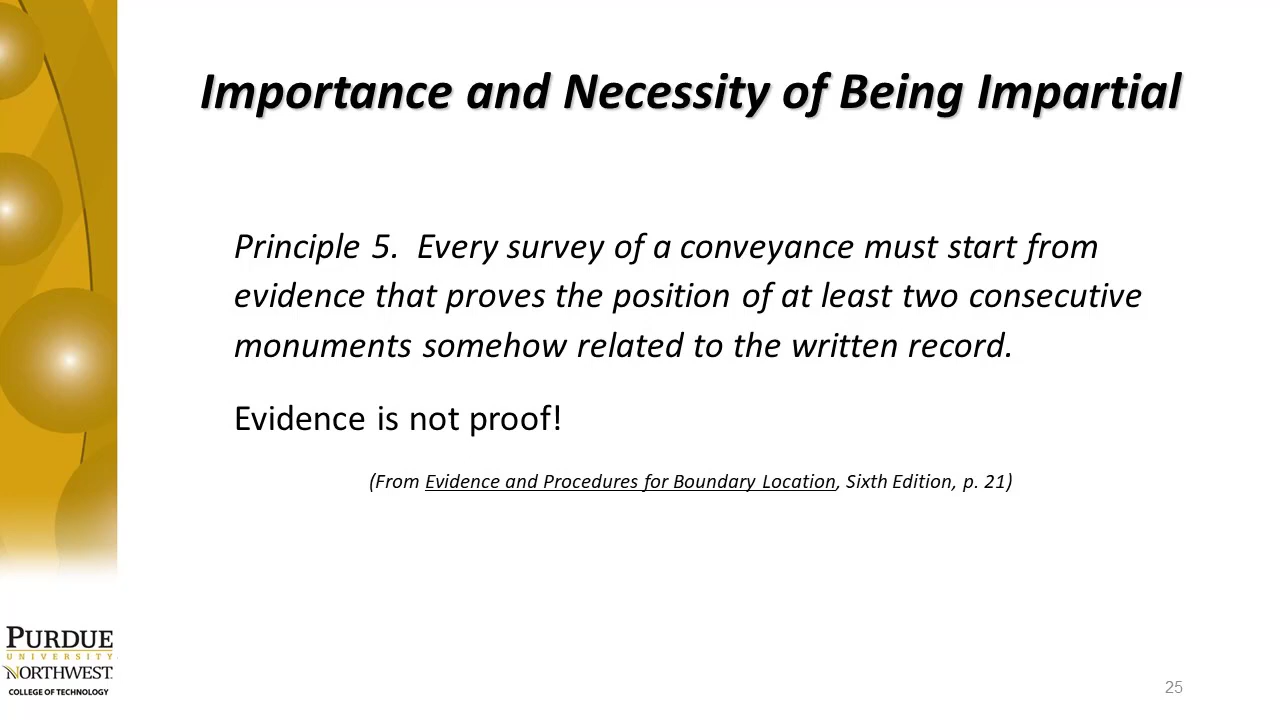 Importance and Necessity of Being Impartial
Principle 5.  Every survey of a conveyance must start from
evidence that proves the position of at least two consecutive
monuments somehow related to the written record.
Evidence is not proof!
(From Evidence and Procedures for Boundary Location, Sixth Edition, p. 21)
PURDUE
UNIVERSITY
NORTHWEST
COLLEGE OF TECHNOLOGY
25